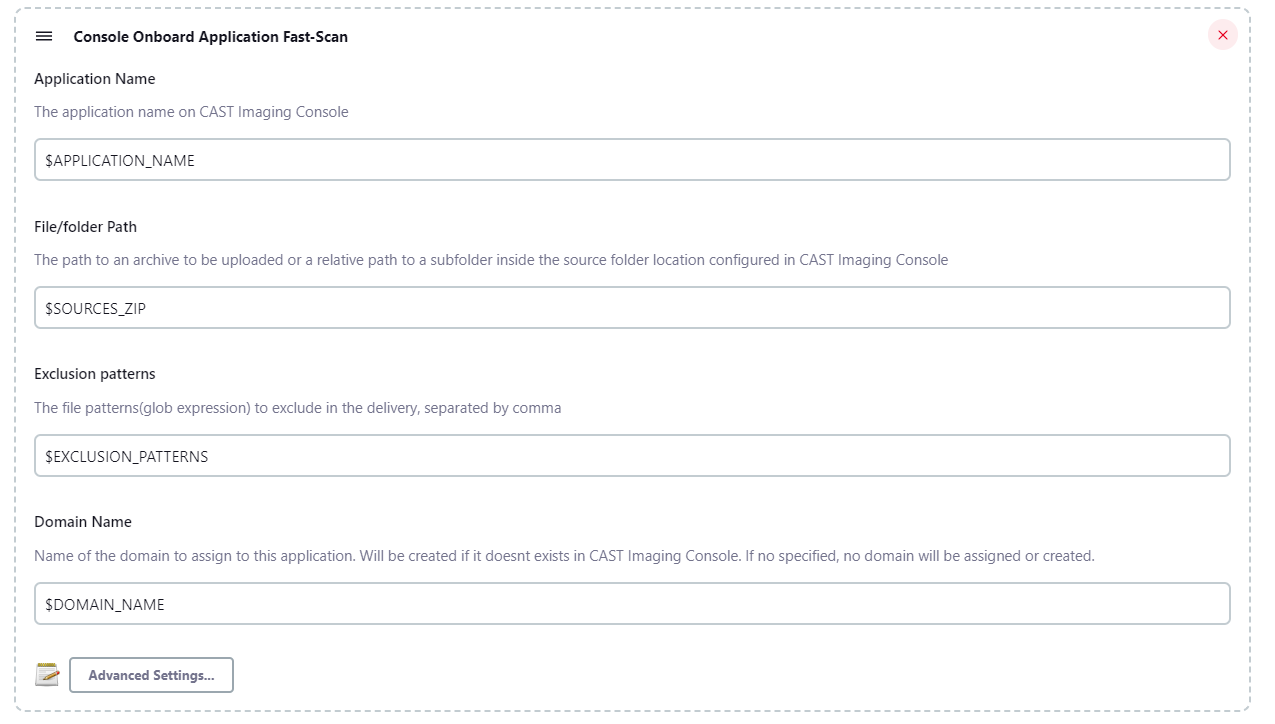 Console Onboard Application Fast-Scan
Application Name
The application name on CAST Imaging Console
$APPLICATION_NAME
File/folder Path
The path to an archive to be uploaded or a relative path to a subfolder inside the source folder location configured in CAST Imaging Console
$SOURCES_ZIP
Exclusion patterns
The file patterns(glob expression) to exclude in the delivery, separated by comma
$EXCLUSION_PATTERNS
Domain Name
Name of the domain to assign to this application. Will be created if it doesnt exists in CAST Imaging Console. If no specified, no domain will be assigned or created.
$DOMAIN_NAME
Advanced Settings...